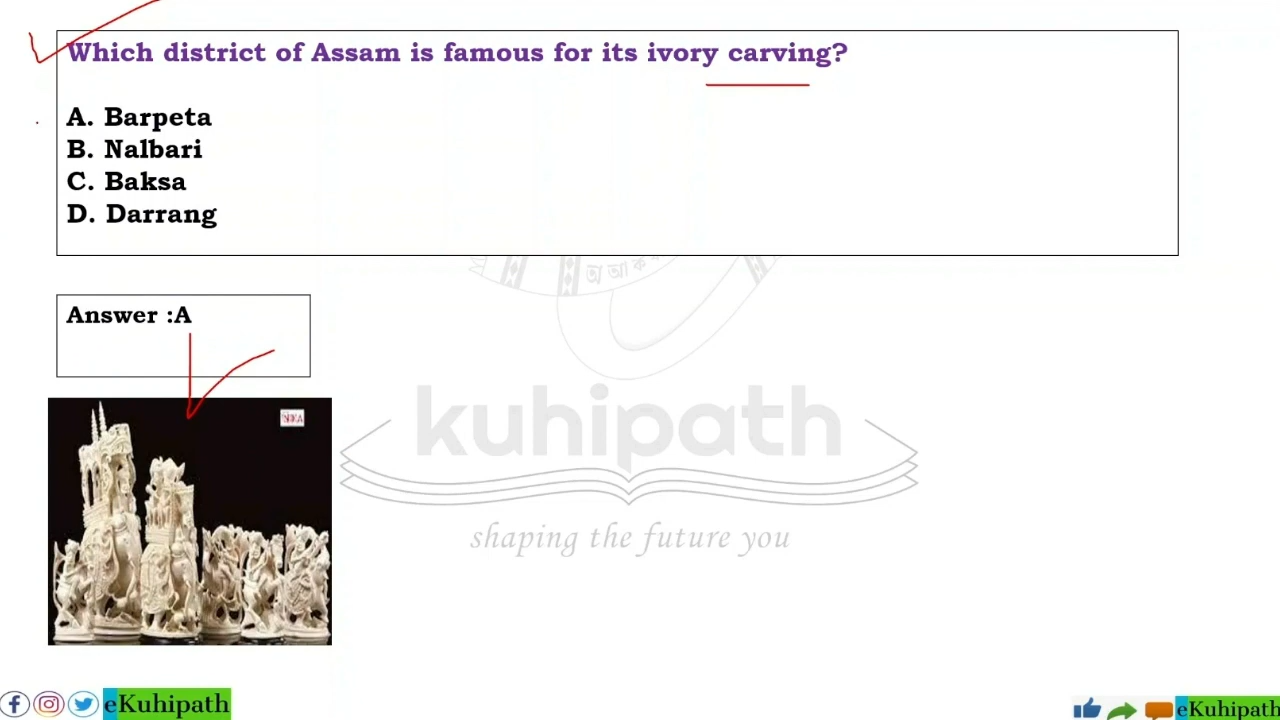 Which district of Assam is famous for its ivory carving?
A. Barpeta
B. Nalbari
C. Baksa
D. Darrang
Answer :A
kuhipath
shaping the future you
eKuhipath
eKuhipath